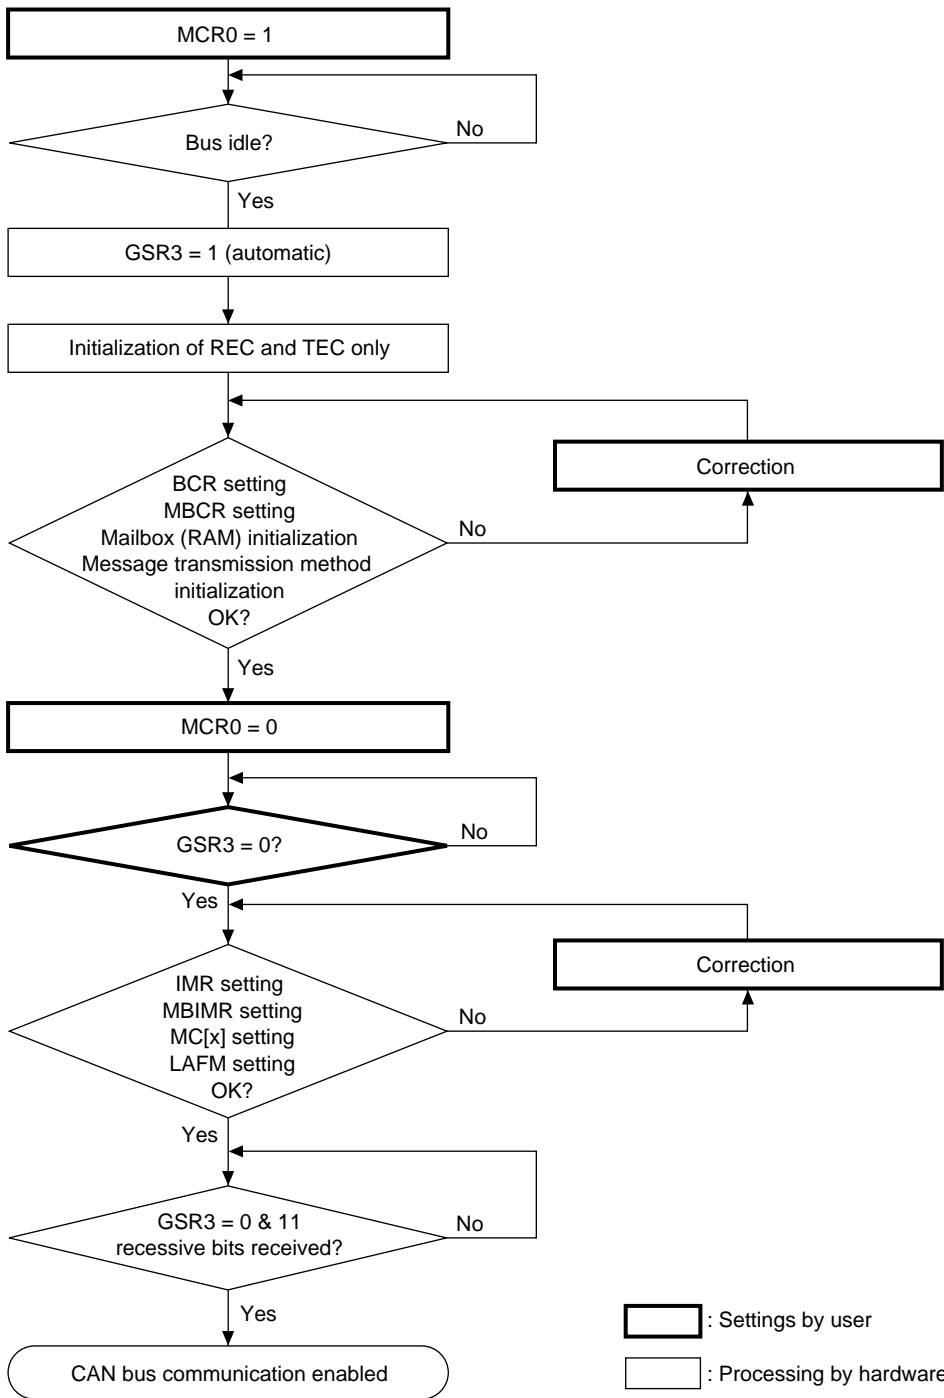 MCR0 = 1
Bus idle?
No
Yes
GSR3 = 1 (automatic)
Initialization of REC and TEC only
Correction
BCR setting
MBCR setting
Mailbox (RAM) initialization
Message transmission method
initialization
OK?
No
Yes
MCR0 = 0
GSR3 = 0?
No
Yes
Correction
IMR setting
MBIMR setting
MC[x] setting
LAFM setting
OK?
No
Yes
GSR3 = 0 & 11
recessive bits received?
No
Yes
CAN bus communication enabled
: Settings by user
: Processing by hardware